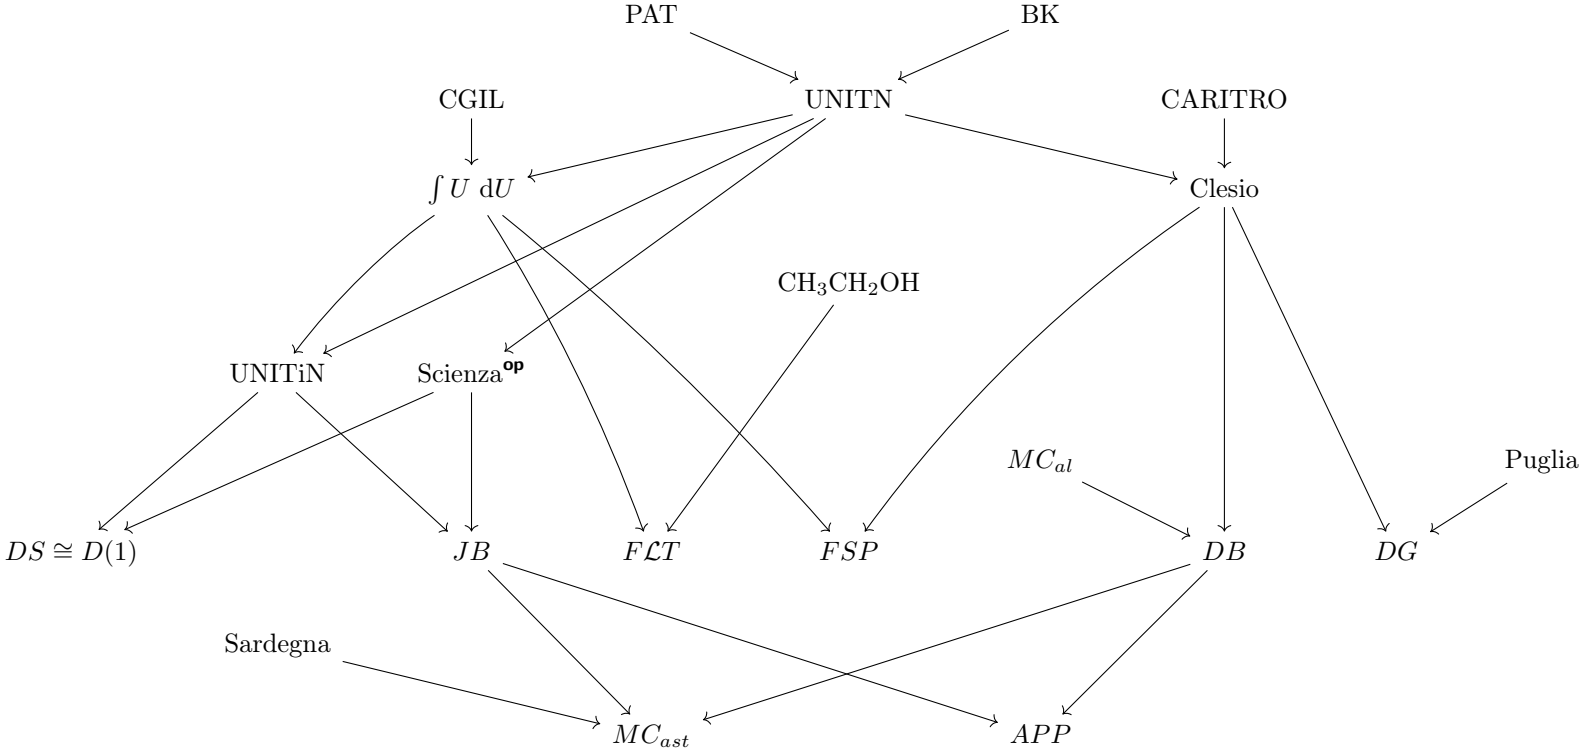 PAT BK
CGIL UNITN CARITRO
∫ U dU Clesio
CH₃CH₂OH
UNITiN Scienza^op
MC_al Puglia
DS ≅ D(1) JB FℒT FSP DB DG
Sardegna
MC_ast APP